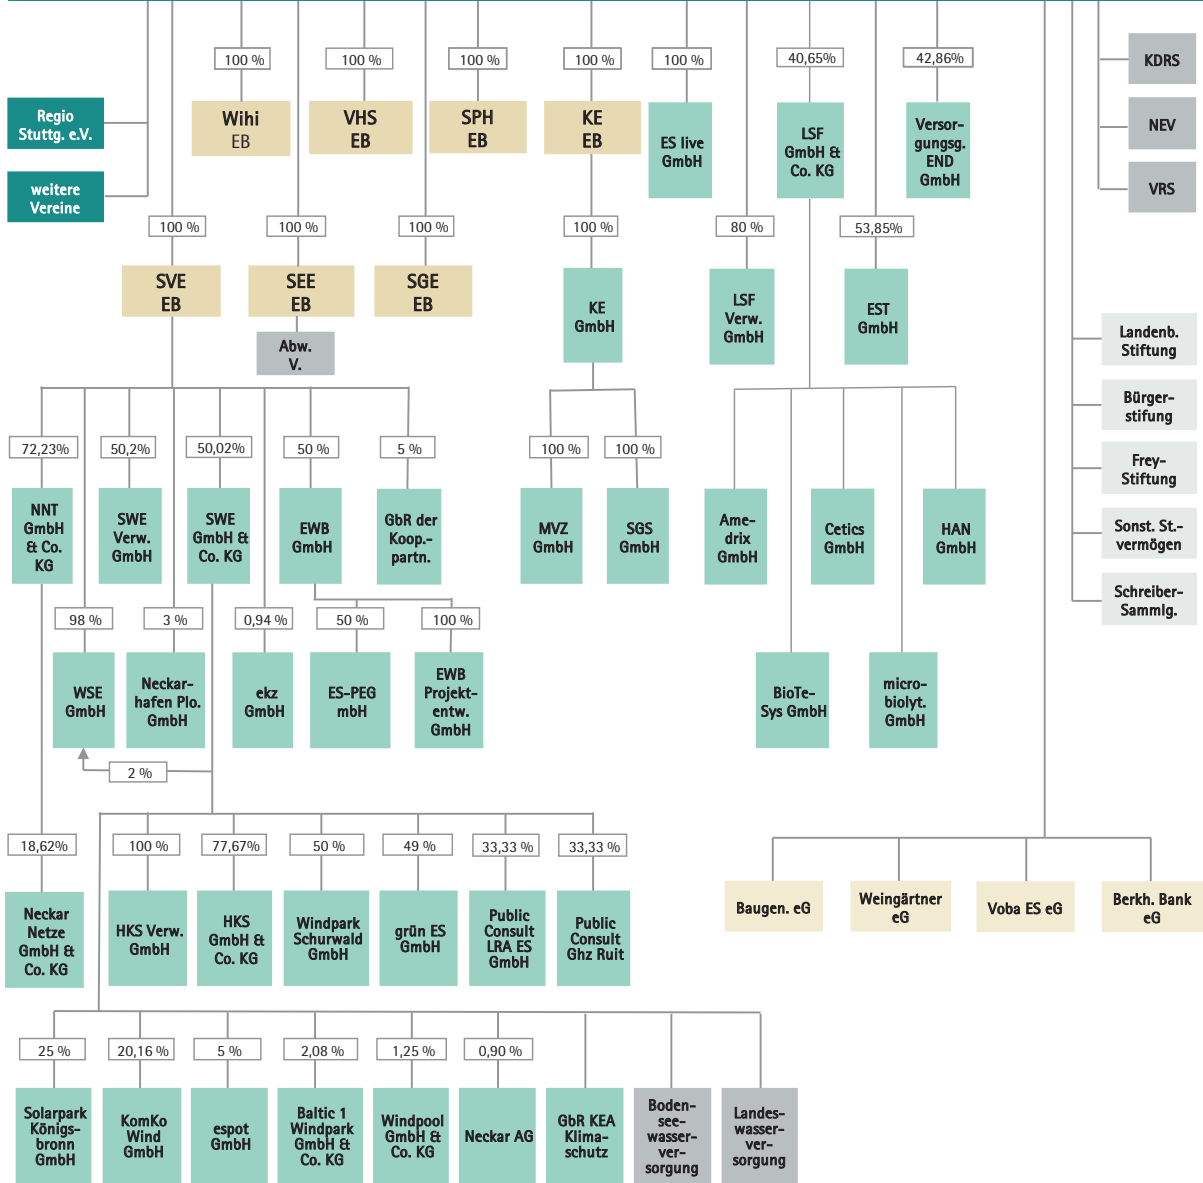 100 %
100 %
100 %
100 %
100 %
40,65%
42,86%
KDRS
Regio
Stuttg. e.V.
Wihi
EB
VHS
EB
SPH
EB
KE
EB
ES live
GmbH
LSF
GmbH &
Co. KG
Versor-
gungsg.
END
GmbH
NEV
weitere
Vereine
VRS
100 %
100 %
100 %
100 %
80 %
53,85%
SVE
EB
SEE
EB
SGE
EB
KE
GmbH
LSF
Verw.
GmbH
EST
GmbH
Abw.
V.
Landenb.
Stiftung
Bürger-
stifung
72,23%
50,2%
50,02%
50 %
5 %
100 %
100 %
Frey-
Stiftung
NNT
GmbH
& Co.
KG
SWE
Verw.
GmbH
SWE
GmbH &
Co. KG
EWB
GmbH
GbR der
Koop.-
partn.
MVZ
GmbH
SGS
GmbH
Ame-
drix
GmbH
Cetics
GmbH
HAN
GmbH
Sonst. St.-
vermögen
Schreiber-
Sammlg.
98 %
3 %
0,94 %
50 %
100 %
WSE
GmbH
Neckar-
hafen Plo.
GmbH
ekz
GmbH
ES-PEG
mbH
EWB
Projekt-
entw.
GmbH
BioTe-
Sys GmbH
micro-
biolyt.
GmbH
2 %
18,62%
100 %
77,67%
50 %
49 %
33,33 %
33,33 %
Neckar
Netze
GmbH &
Co. KG
HKS Verw.
GmbH
HKS
GmbH &
Co. KG
Windpark
Schurwald
GmbH
grün ES
GmbH
Public
Consult
LRA ES
GmbH
Public
Consult
Ghz Ruit
Baugen. eG
Weingärtner
eG
Voba ES eG
Berkh. Bank
eG
25 %
20,16 %
5 %
2,08 %
1,25 %
0,90 %
Solarpark
Königs-
bronn
GmbH
KomKo
Wind
GmbH
espot
GmbH
Baltic 1
Windpark
GmbH &
Co. KG
Windpool
GmbH &
Co. KG
Neckar AG
GbR KEA
Klima-
schutz
Boden-
see-
wasser-
ver-
sorgung
Landes-
wasser-
ver-
sorgung